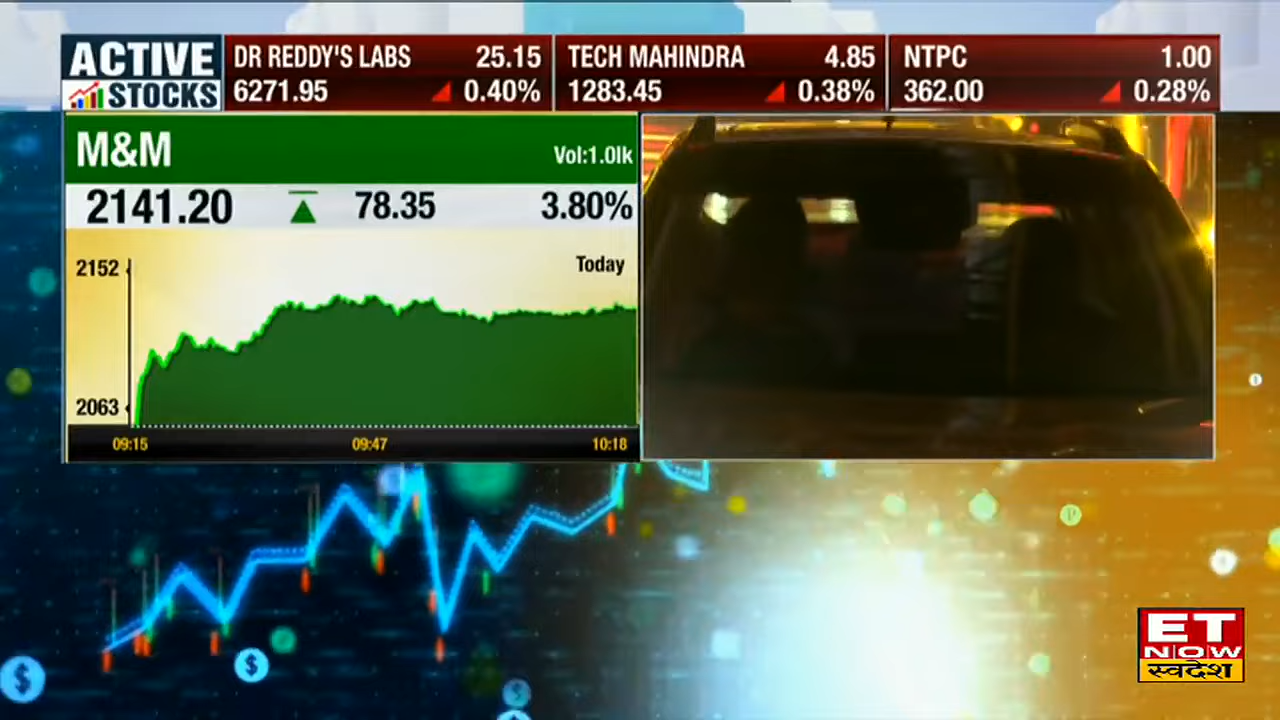 ACTIVE
STOCKS
DR REDDY'S LABS 25.15
6271.95 0.40%
TECH MAHINDRA 4.85
1283.45 0.38%
NTPC 1.00
362.00 0.28%
M&M Vol:1.0lk
2141.20 78.35 3.80%
Today
2152
2063
09:15 09:47 10:18
$
$
$
ET
NOW
स्वदेश